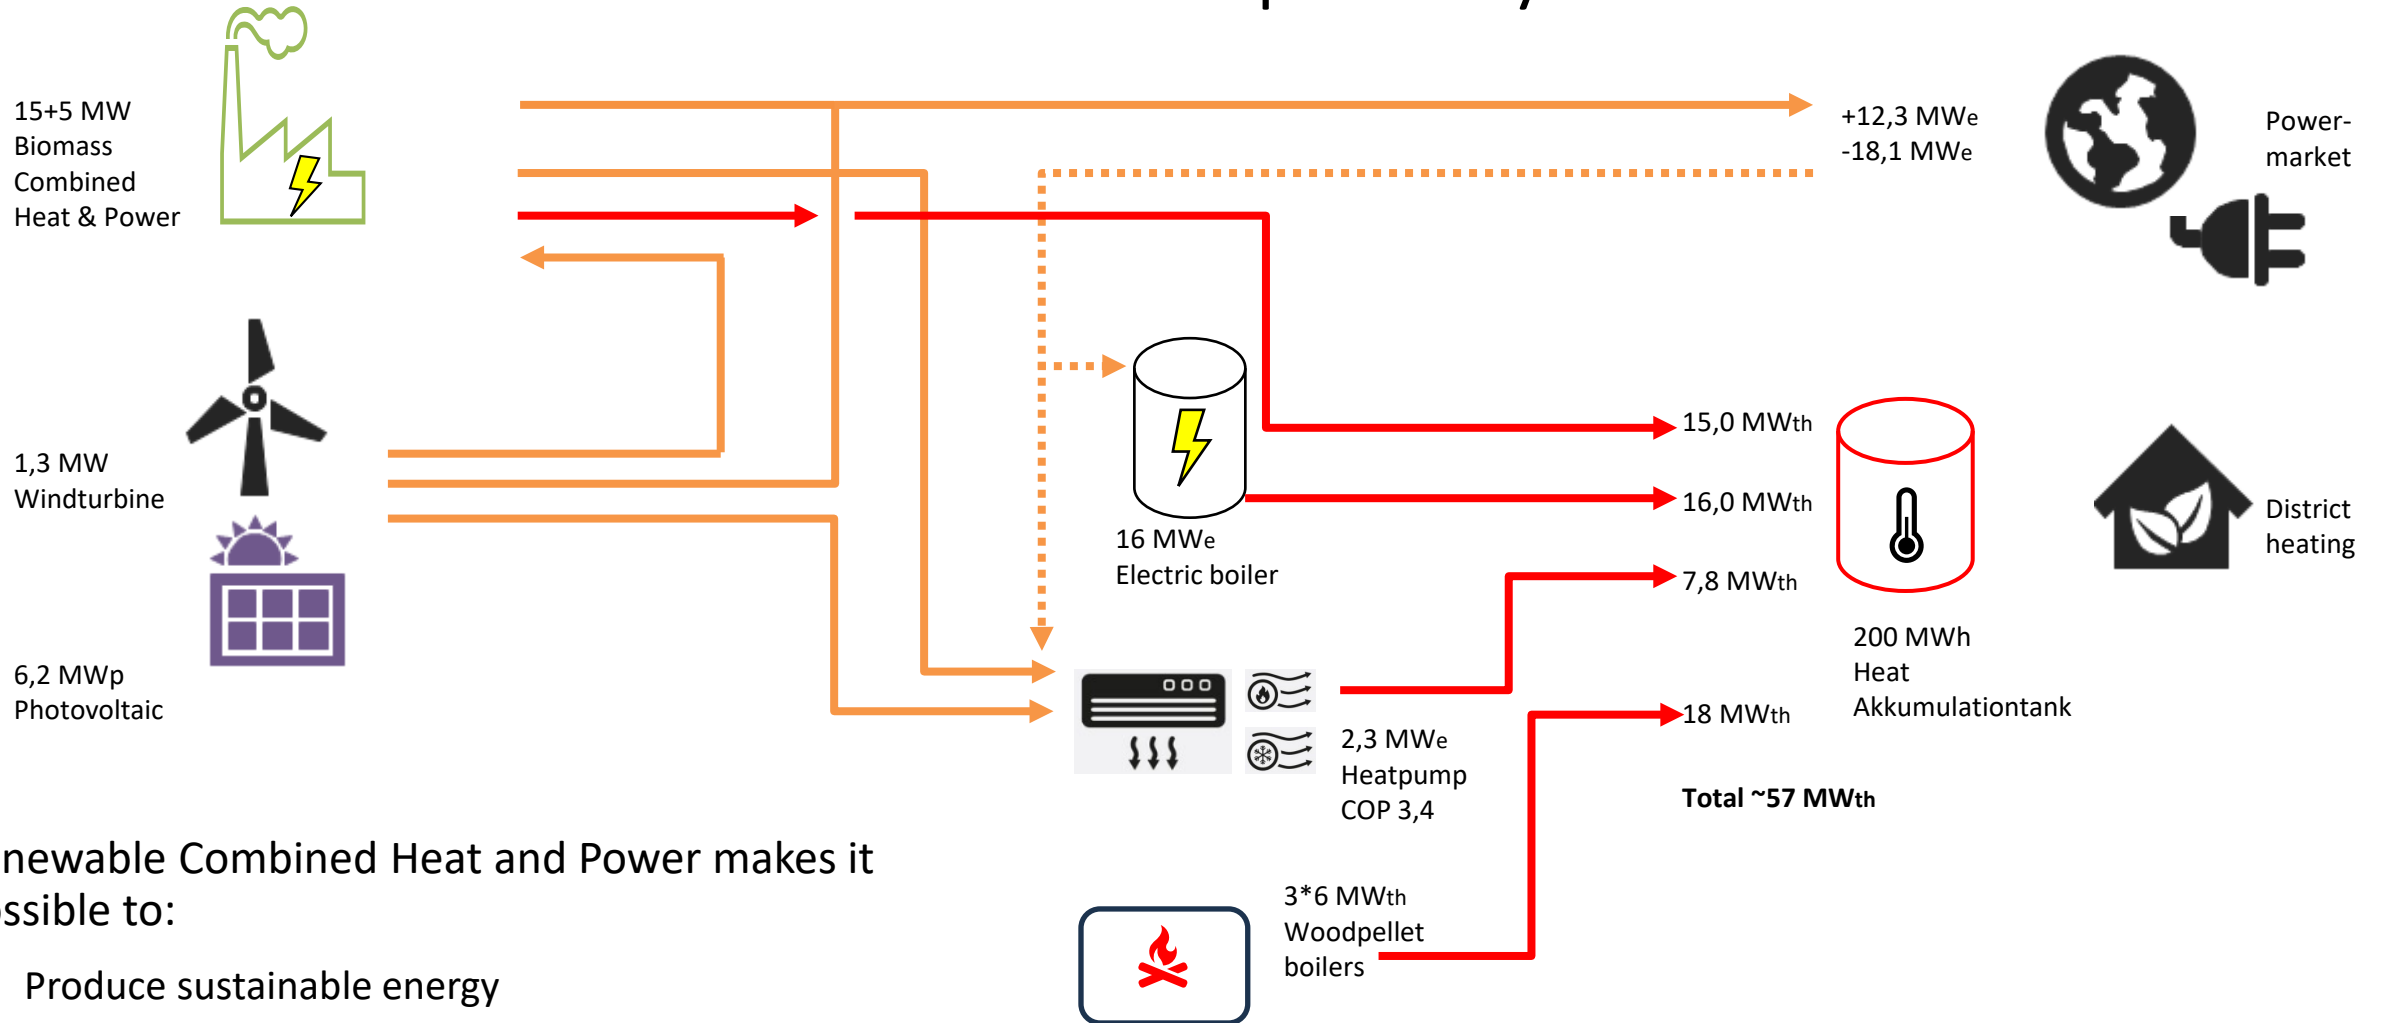 15+5 MW
Biomass
Combined
Heat & Power
+12,3 MWe
-18,1 MWe
Power-
market
1,3 MW
Windturbine
16 MWe
Electric boiler
15,0 MWth
16,0 MWth
7,8 MWth
18 MWth
Total ~57 MWth
District
heating
200 MWh
Heat
Akkumulationtank
6,2 MWp
Photovoltaic
2,3 MWe
Heatpump
COP 3,4
3*6 MWth
Woodpellet
boilers
newable Combined Heat and Power makes it
ossible to:
Produce sustainable energy